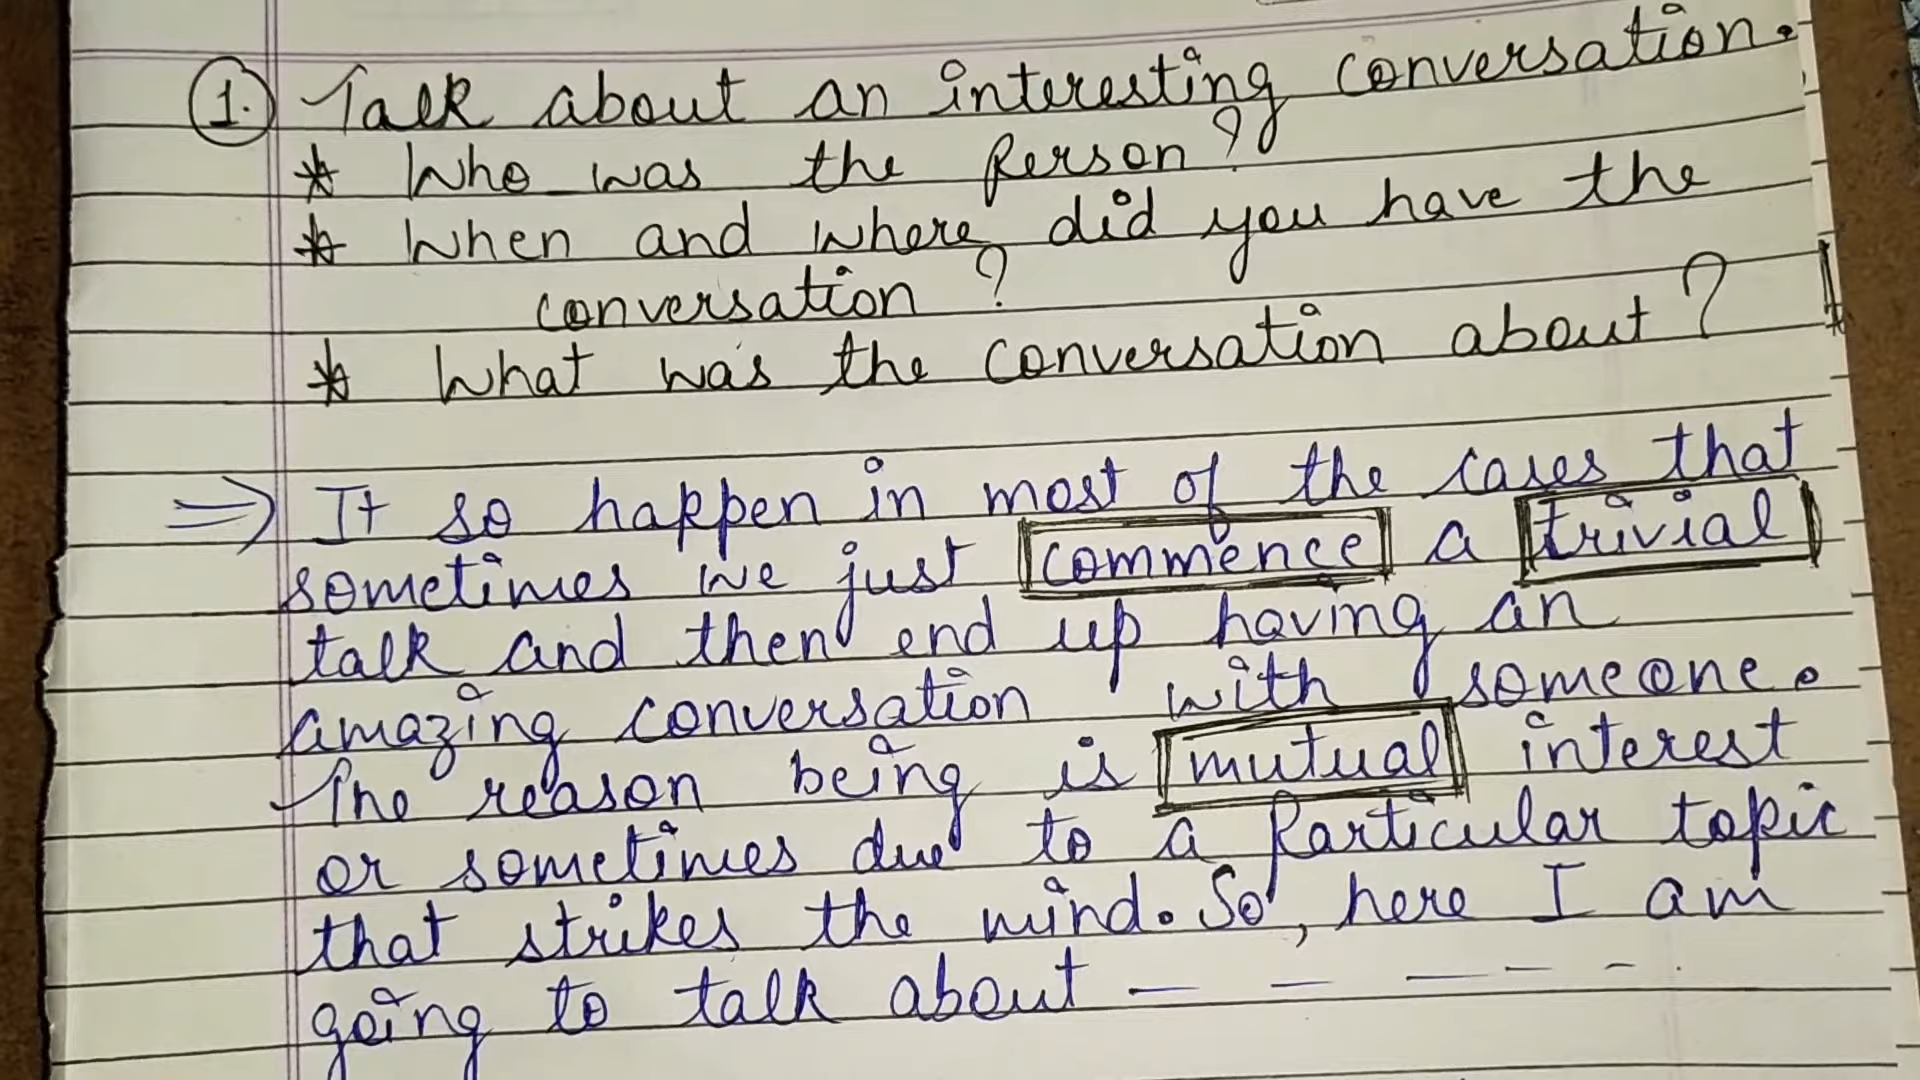 1. Talk about an interesting conversation.
* Who was the Person?
* When and where did you have the
conversation?
* What was the conversation about?
⇒ It so happen in most of the cases that
sometimes we just commence a trivial
talk and then end up having an
amazing conversation with someone.
The reason being is mutual interest
or sometimes due to a Particular topic
that strikes the mind. So, here I am
going to talk about — — — – -